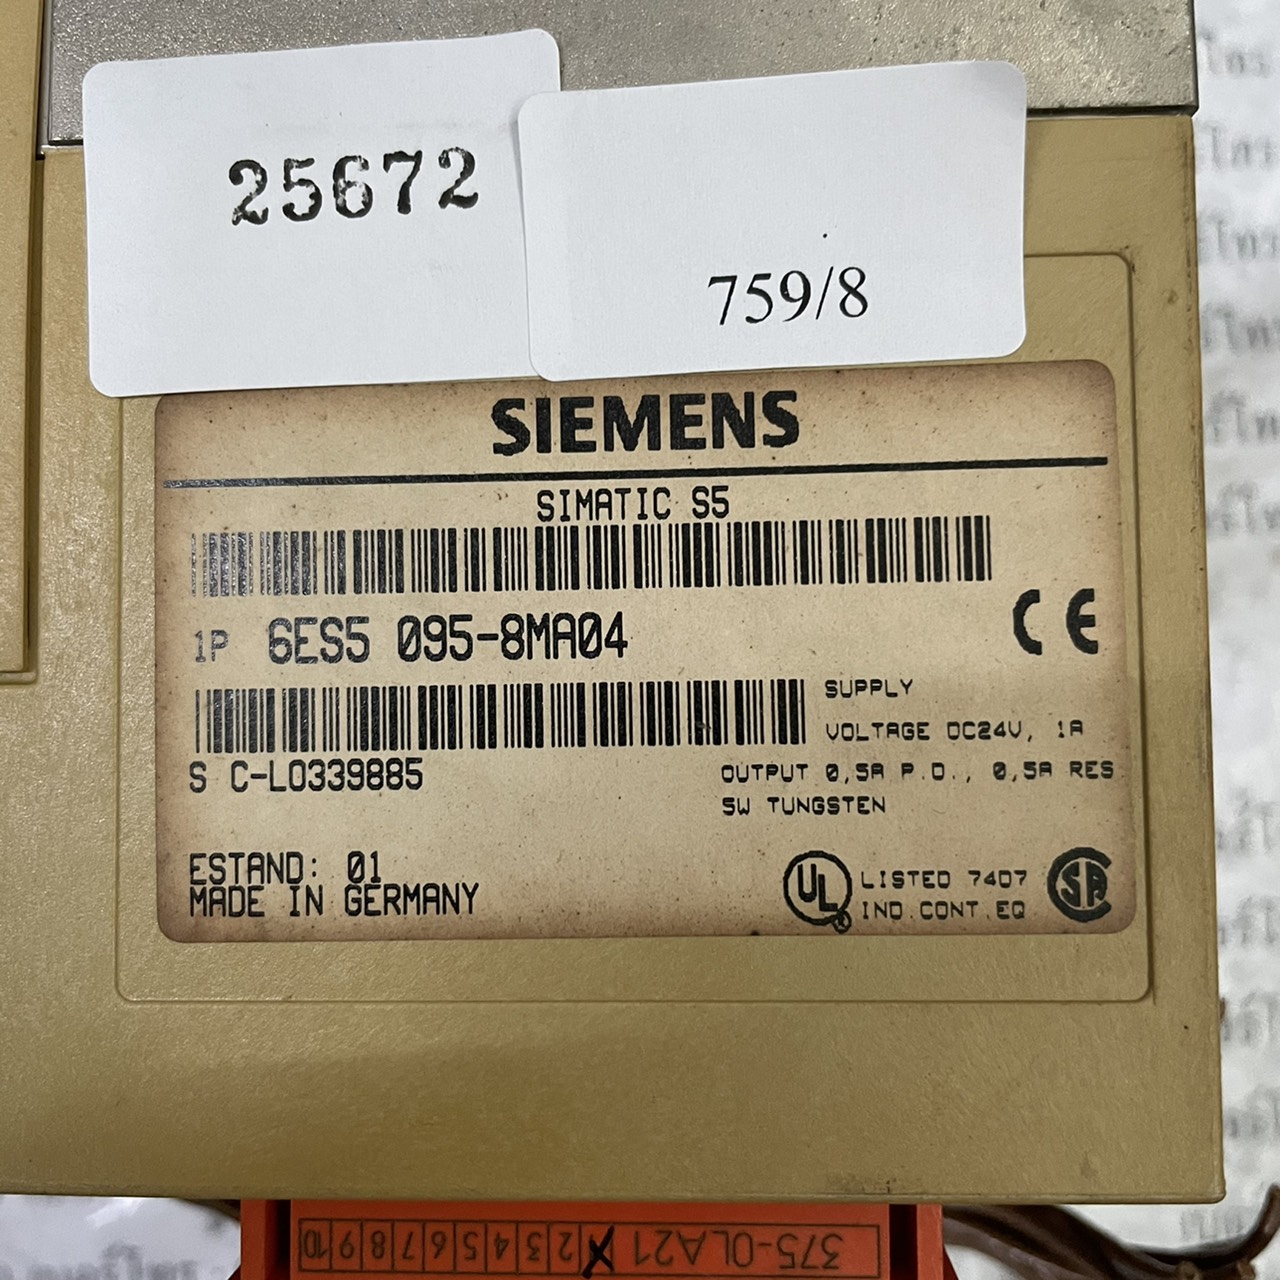 25672
759/8
SIEMENS
SIMATIC S5
1P 6ES5 095-8MA04
CE
SUPPLY
VOLTAGE DC24V, 1A
S C-L0339885
OUTPUT 0,5A P.D., 0,5A RES
5W TUNGSTEN
ESTAND: 01
MADE IN GERMANY
UL
LISTED 7407
IND.CONT.EQ
SA
375-0LA21 2 3 4 5 6 7 8 9 10